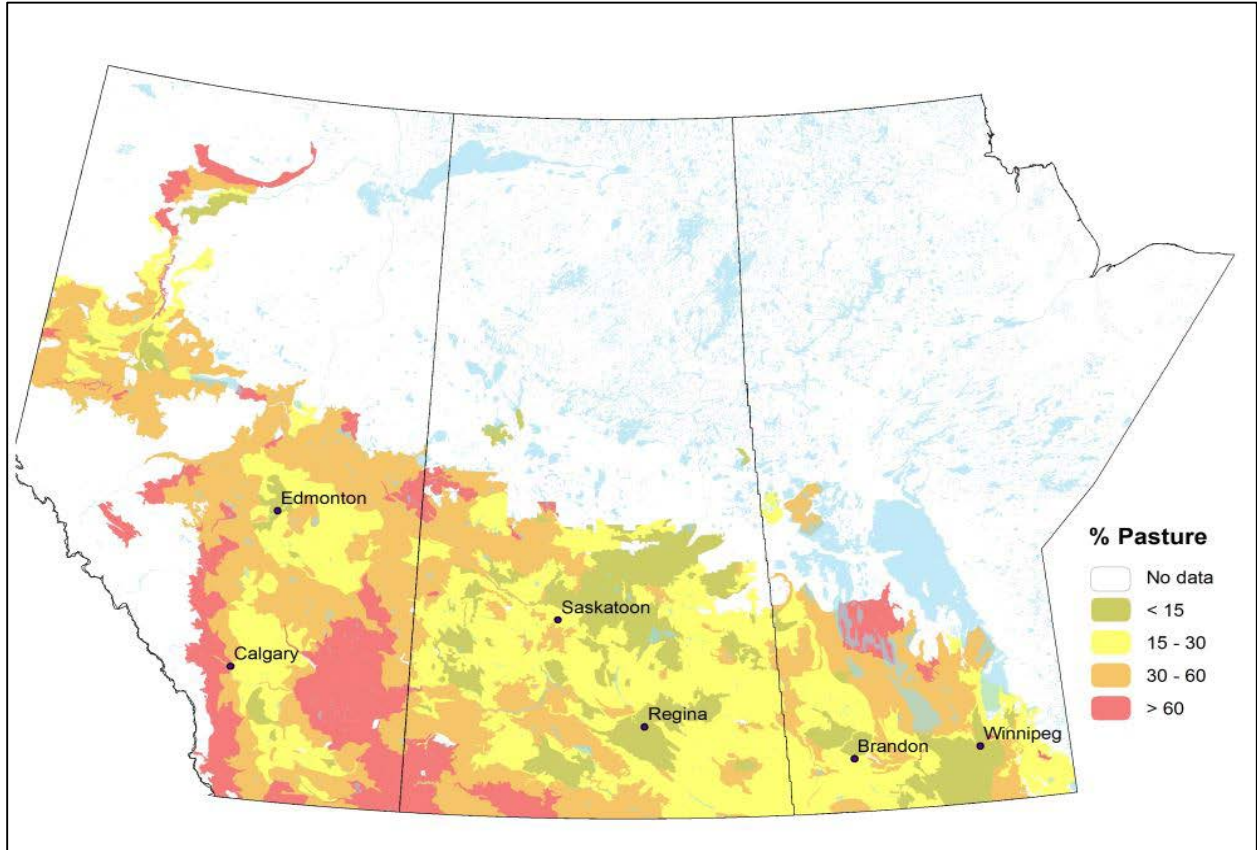 Edmonton
Saskatoon
Calgary
Regina
Brandon
Winnipeg
% Pasture
No data
< 15
15 - 30
30 - 60
> 60